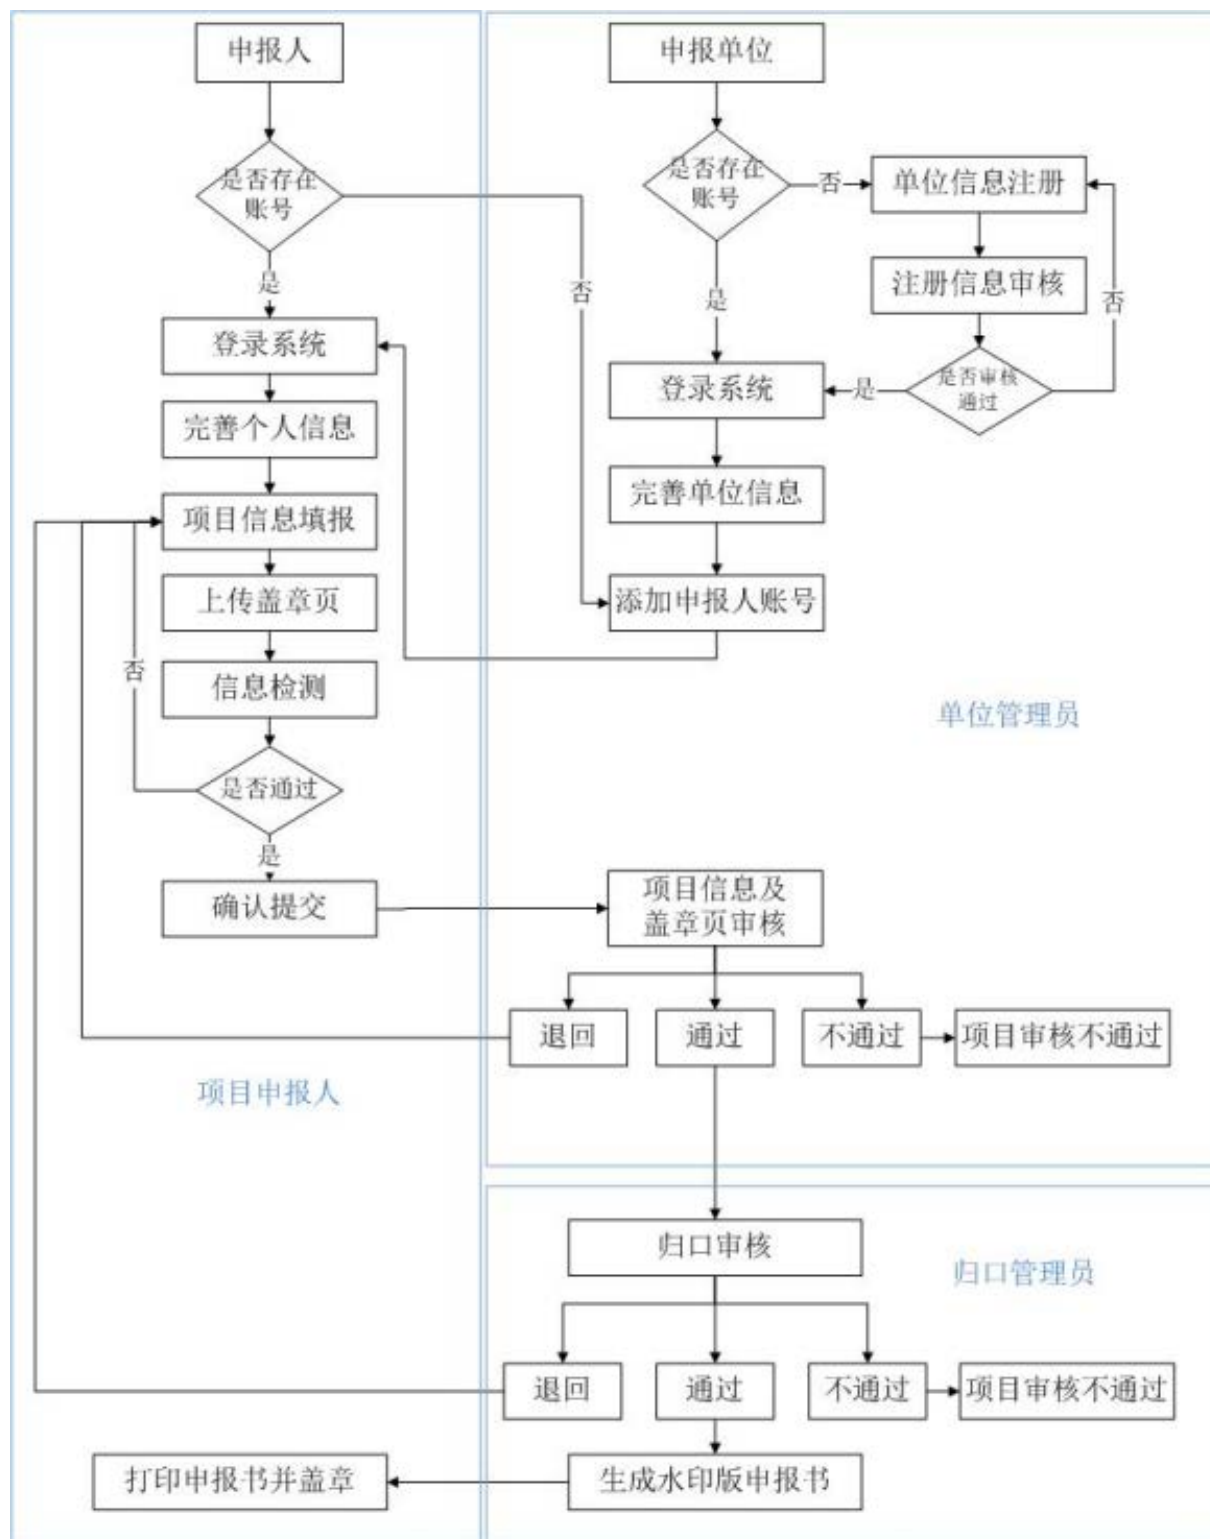 申报人
是否存在
账号
是
否
登录系统
完善个人信息
项目信息填报
上传盖章页
信息检测
否
是否通过
是
确认提交
项目申报人
打印申报书并盖章
申报单位
是否存在
账号
否
单位信息注册
注册信息审核
否
是否审核
通过
是
是
登录系统
完善单位信息
添加申报人账号
单位管理员
项目信息及
盖章页审核
退回
通过
不通过
项目审核不通过
归口审核
归口管理员
退回
通过
不通过
项目审核不通过
生成水印版申报书